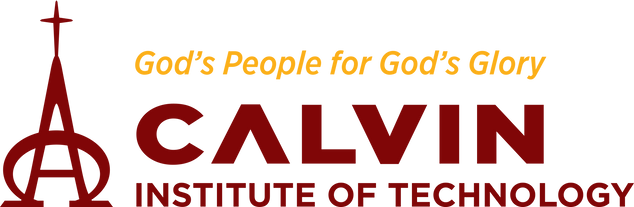 God's People for God's Glory
CALVIN
INSTITUTE OF TECHNOLOGY